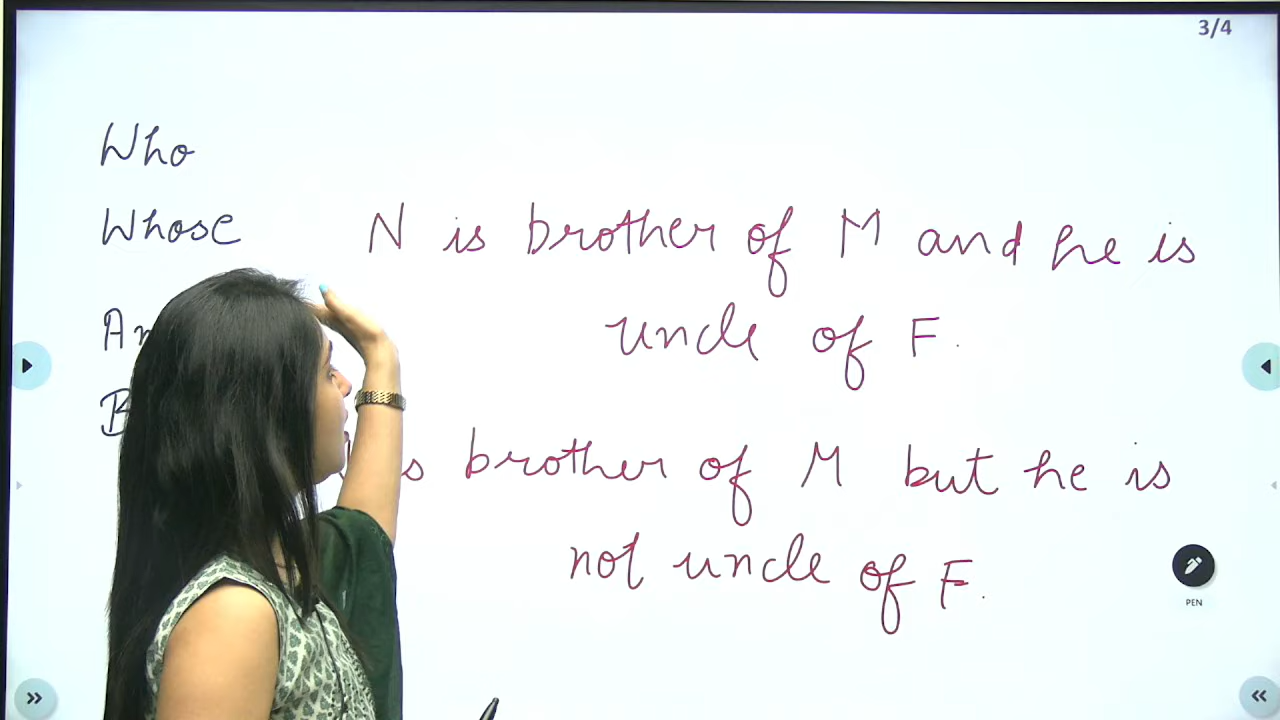 3/4
Who
Whose
N is brother of M and he is
uncle of F.
brother of M but he is
not uncle of F.
PEN